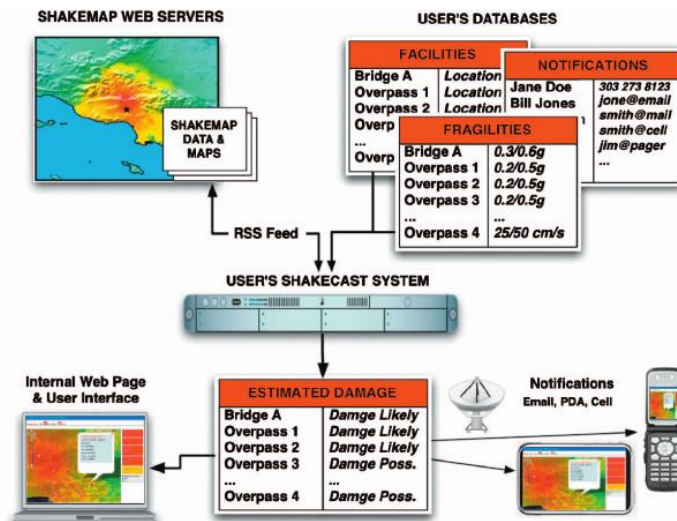 SHAKEMAP WEB SERVERS
SHAKEMAP
DATA &
MAPS
USER'S DATABASES
FACILITIES
Bridge A Location
Overpass 1 Location
Overpass 2 Location
Overp
...
Overp
NOTIFICATIONS
Jane Doe 303 273 8123
Bill Jones jone@email
smith@mail
smith@cell
jim@pager
...
FRAGILITIES
Bridge A 0.3/0.6g
Overpass 1 0.2/0.5g
Overpass 2 0.2/0.5g
Overpass 3 0.2/0.5g
... ...
Overpass 4 25/50 cm/s
RSS Feed
USER'S SHAKECAST SYSTEM
Internal Web Page
& User Interface
ESTIMATED DAMAGE
Bridge A Damge Likely
Overpass 1 Damge Likely
Overpass 2 Damge Likely
Overpass 3 Damge Poss.
... ...
Overpass 4 Damge Poss.
Notifications
Email, PDA, Cell